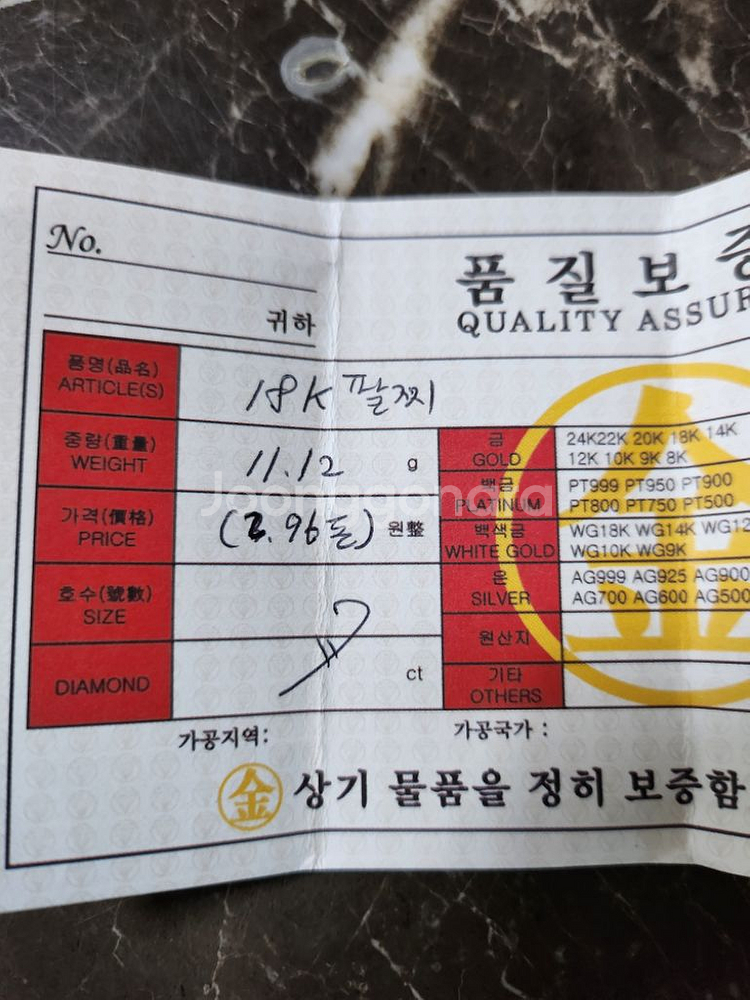 No.
귀하
품질보증
QUALITY ASSUR
품명(品名)
ARTICLE(S)
18K 팔찌
중량(重量)
WEIGHT
11.12 g
가격(價格)
PRICE
(2.96돈) 원整
호수(號數)
SIZE
DIAMOND
ct
금
GOLD
24K22K 20K 18K 14K
12K 10K 9K 8K
백금
PLATINUM
PT999 PT950 PT900
PT800 PT750 PT500
백색금
WHITE GOLD
WG18K WG14K WG12
WG10K WG9K
은
SILVER
AG999 AG925 AG900
AG700 AG600 AG500
원산지
기타
OTHERS
金
가공지역:
가공국가 :
金 상기 물품을 정히 보증함
Joonggonara